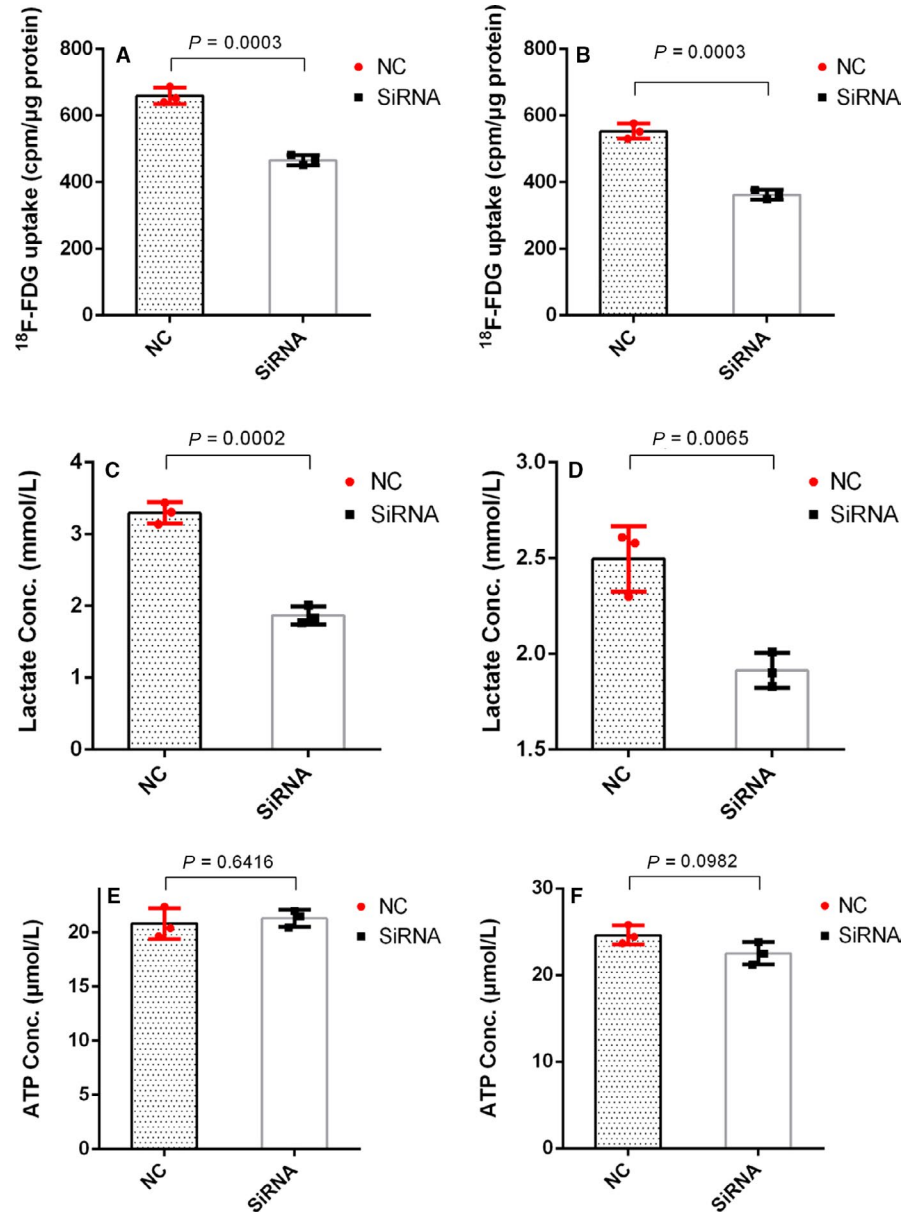 A
P = 0.0003
800
600
400
200
0
¹⁸F-FDG uptake (cpm/µg protein)
NC
SiRNA
NC
SiRNA
B
P = 0.0003
800
600
400
200
0
¹⁸F-FDG uptake (cpm/µg protein)
NC
SiRNA
NC
SiRNA
C
P = 0.0002
4
3
2
1
0
Lactate Conc. (mmol/L)
NC
SiRNA
NC
SiRNA
D
P = 0.0065
3.0
2.5
2.0
1.5
Lactate Conc. (mmol/L)
NC
SiRNA
NC
SiRNA
E
P = 0.6416
20
15
10
5
0
ATP Conc. (µmol/L)
NC
SiRNA
NC
SiRNA
F
P = 0.0982
30
20
10
0
ATP Conc. (µmol/L)
NC
SiRNA
NC
SiRNA